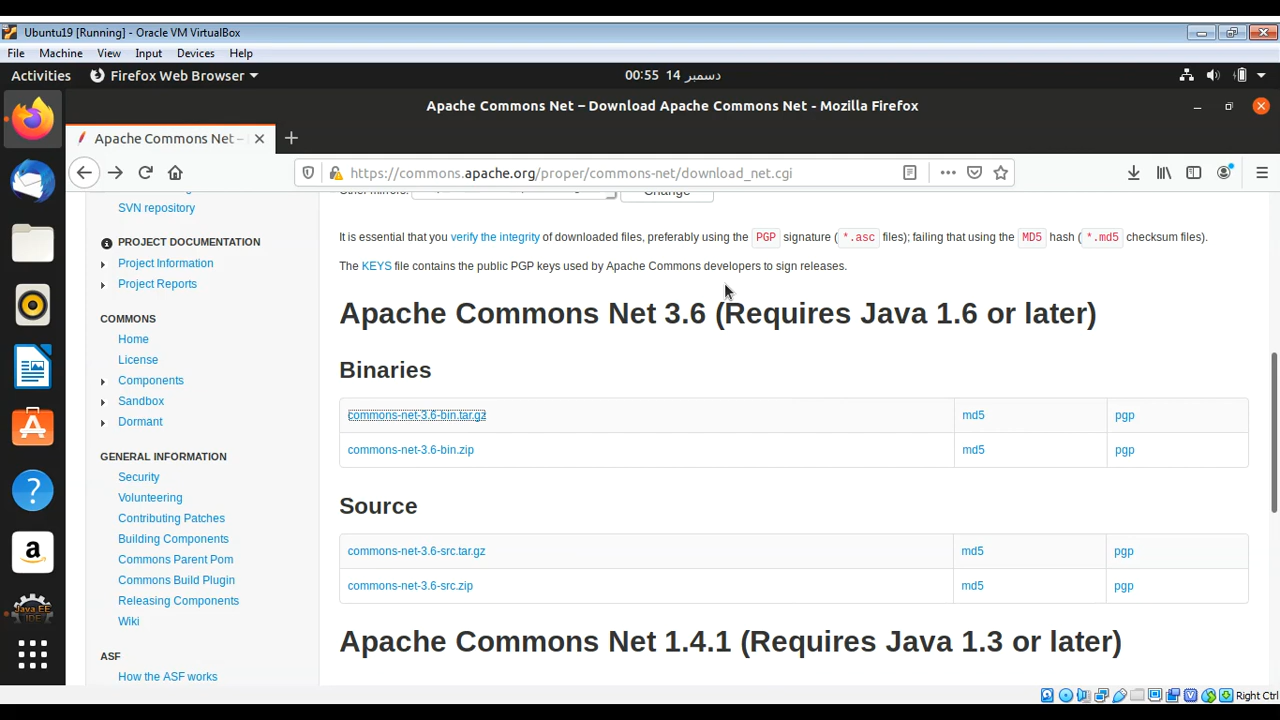 Ubuntu19 [Running] - Oracle VM VirtualBox
File Machine View Input Devices Help
Activities Firefox Web Browser 00:55 14 دسمبر
Apache Commons Net – Download Apache Commons Net - Mozilla Firefox
Apache Commons Net –
https://commons.apache.org/proper/commons-net/download_net.cgi
SVN repository
PROJECT DOCUMENTATION
Project Information
Project Reports
COMMONS
Home
License
Components
Sandbox
Dormant
GENERAL INFORMATION
Security
Volunteering
Contributing Patches
Building Components
Commons Parent Pom
Commons Build Plugin
Releasing Components
Wiki
ASF
How the ASF works
Other mirrors: Change
It is essential that you verify the integrity of downloaded files, preferably using the PGP signature ( *.asc files); failing that using the MD5 hash ( *.md5 checksum files).
The KEYS file contains the public PGP keys used by Apache Commons developers to sign releases.
Apache Commons Net 3.6 (Requires Java 1.6 or later)
Binaries
commons-net-3.6-bin.tar.gz md5 pgp
commons-net-3.6-bin.zip md5 pgp
Source
commons-net-3.6-src.tar.gz md5 pgp
commons-net-3.6-src.zip md5 pgp
Apache Commons Net 1.4.1 (Requires Java 1.3 or later)
a
Java EE
IDE
Right Ctrl